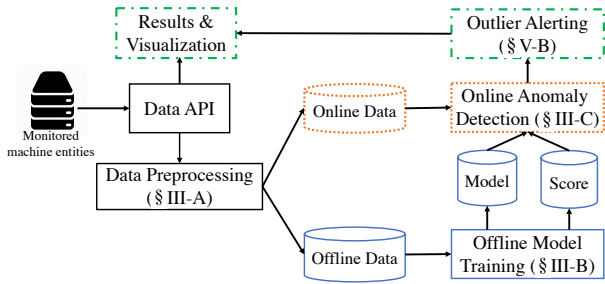 Results &
Visualization
Outlier Alerting
(§V-B)
Data API
Online Data
Online Anomaly
Detection (§III-C)
Monitored
machine entities
Data Preprocessing
(§III-A)
Model
Score
Offline Data
Offline Model
Training (§III-B)